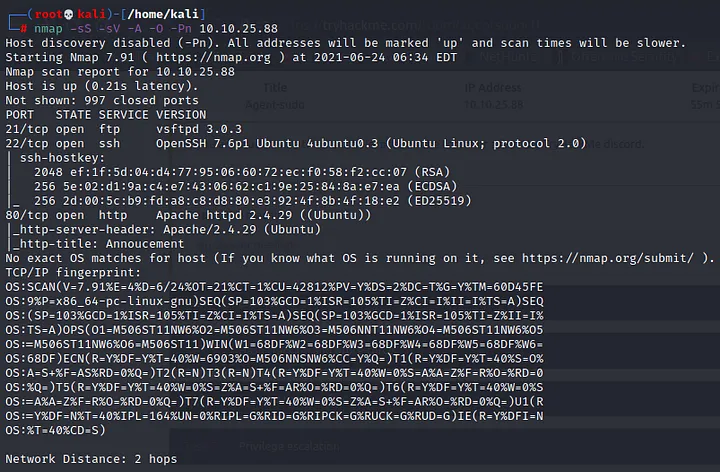 ┌──(root💀kali)-[/home/kali]
└─# nmap -sS -sV -A -O -Pn 10.10.25.88
Host discovery disabled (-Pn). All addresses will be marked 'up' and scan times will be slower.
Starting Nmap 7.91 ( https://nmap.org ) at 2021-06-24 06:34 EDT
Nmap scan report for 10.10.25.88
Host is up (0.21s latency).
Not shown: 997 closed ports
PORT   STATE SERVICE VERSION
21/tcp open  ftp     vsftpd 3.0.3
22/tcp open  ssh     OpenSSH 7.6p1 Ubuntu 4ubuntu0.3 (Ubuntu Linux; protocol 2.0)
| ssh-hostkey:
|   2048 ef:1f:5d:04:d4:77:95:06:60:72:ec:f0:58:f2:cc:07 (RSA)
|   256 5e:02:d1:9a:c4:e7:43:06:62:c1:9e:25:84:8a:e7:ea (ECDSA)
|_  256 2d:00:5c:b9:fd:a8:c8:d8:80:e3:92:4f:8b:4f:18:e2 (ED25519)
80/tcp open  http    Apache httpd 2.4.29 ((Ubuntu))
|_http-server-header: Apache/2.4.29 (Ubuntu)
|_http-title: Annoucement
No exact OS matches for host (If you know what OS is running on it, see https://nmap.org/submit/ ).
TCP/IP fingerprint:
OS:SCAN(V=7.91%E=4%D=6/24%OT=21%CT=1%CU=42812%PV=Y%DS=2%DC=T%G=Y%TM=60D45FE
OS:9%P=x86_64-pc-linux-gnu)SEQ(SP=103%GCD=1%ISR=105%TI=Z%CI=I%II=I%TS=A)SEQ
OS:(SP=103%GCD=1%ISR=105%TI=Z%CI=I%TS=A)SEQ(SP=103%GCD=1%ISR=105%TI=Z%II=I%
OS:TS=A)OPS(O1=M506ST11NW6%O2=M506ST11NW6%O3=M506NNT11NW6%O4=M506ST11NW6%O5
OS:=M506ST11NW6%O6=M506ST11)WIN(W1=68DF%W2=68DF%W3=68DF%W4=68DF%W5=68DF%W6=
OS:68DF)ECN(R=Y%DF=Y%T=40%W=6903%O=M506NNSNW6%CC=Y%Q=)T1(R=Y%DF=Y%T=40%S=O%
OS:A=S+%F=AS%RD=0%Q=)T2(R=N)T3(R=N)T4(R=Y%DF=Y%T=40%W=0%S=A%A=Z%F=R%O=%RD=0
OS:%Q=)T5(R=Y%DF=Y%T=40%W=0%S=Z%A=S+%F=AR%O=%RD=0%Q=)T6(R=Y%DF=Y%T=40%W=0%S
OS:=A%A=Z%F=R%O=%RD=0%Q=)T7(R=Y%DF=Y%T=40%W=0%S=Z%A=S+%F=AR%O=%RD=0%Q=)U1(R
OS:=Y%DF=N%T=40%IPL=164%UN=0%RIPL=G%RID=G%RIPCK=G%RUCK=G%RUD=G)IE(R=Y%DFI=N
OS:%T=40%CD=S)
Network Distance: 2 hops
Title
IP Address
10.10.25.88
Privilege escalation